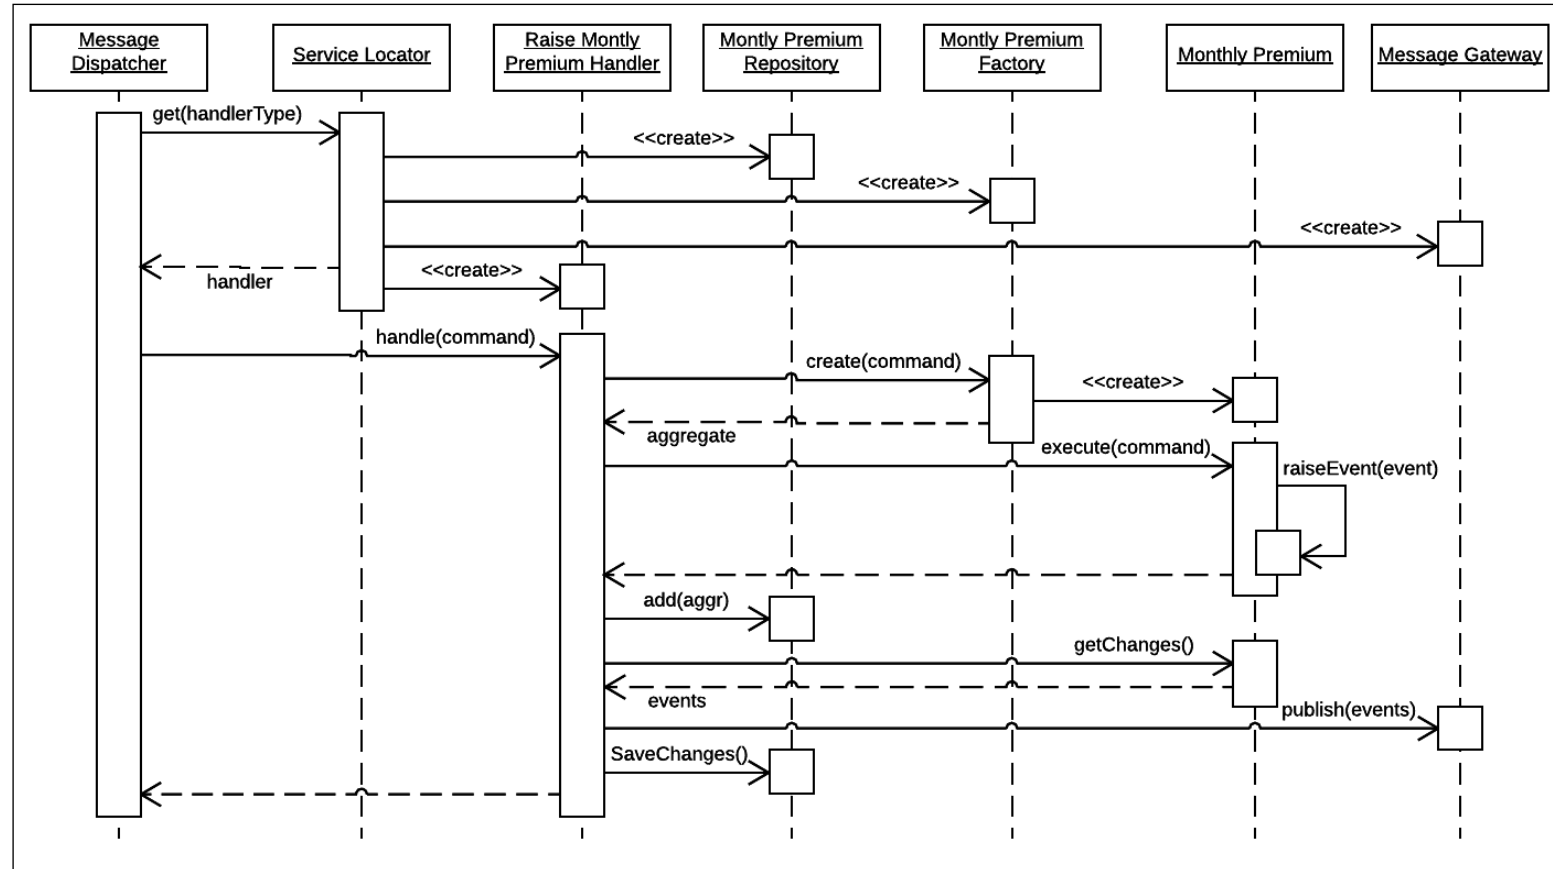 Message
Dispatcher
Service Locator
Raise Montly
Premium Handler
Montly Premium
Repository
Montly Premium
Factory
Monthly Premium
Message Gateway
get(handlerType)
<<create>>
<<create>>
<<create>>
<<create>>
handler
handle(command)
create(command)
<<create>>
aggregate
execute(command)
raiseEvent(event)
add(aggr)
getChanges()
events
publish(events)
SaveChanges()